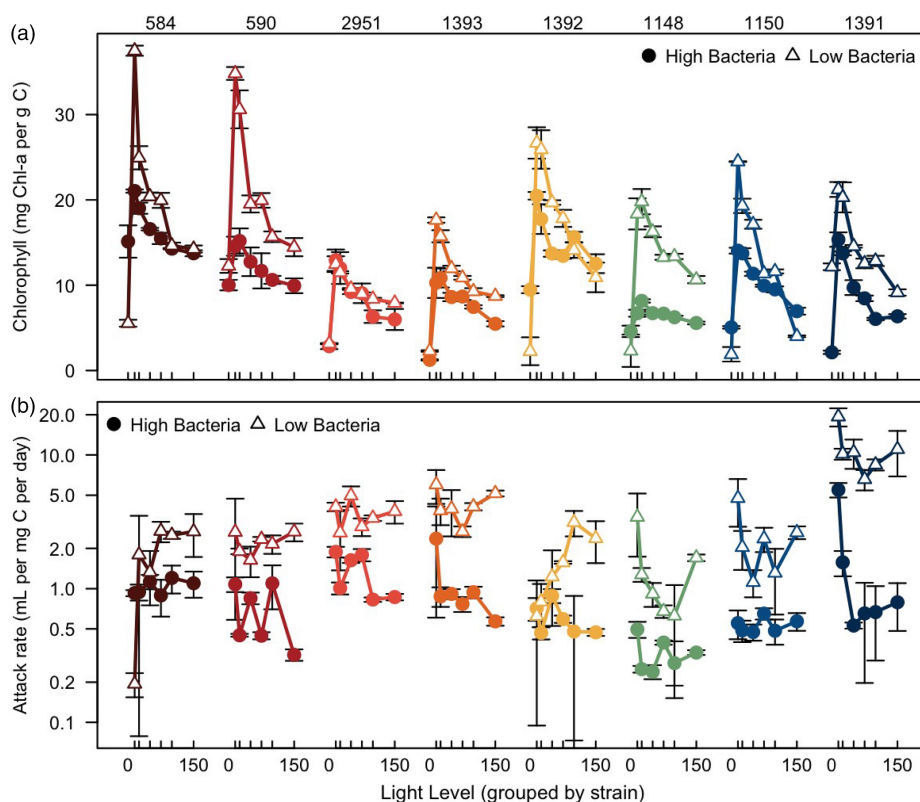 584 590 2951 1393 1392 1148 1150 1391
(a)
High Bacteria Low Bacteria
Chlorophyll (mg Chl-a per g C)
30
20
10
0
(b)
High Bacteria Low Bacteria
Attack rate (mL per mg C per day)
20.0
10.0
5.0
2.0
1.0
0.5
0.2
0.1
0 150 0 150 0 150 0 150 0 150 0 150 0 150 0 150
Light Level (grouped by strain)